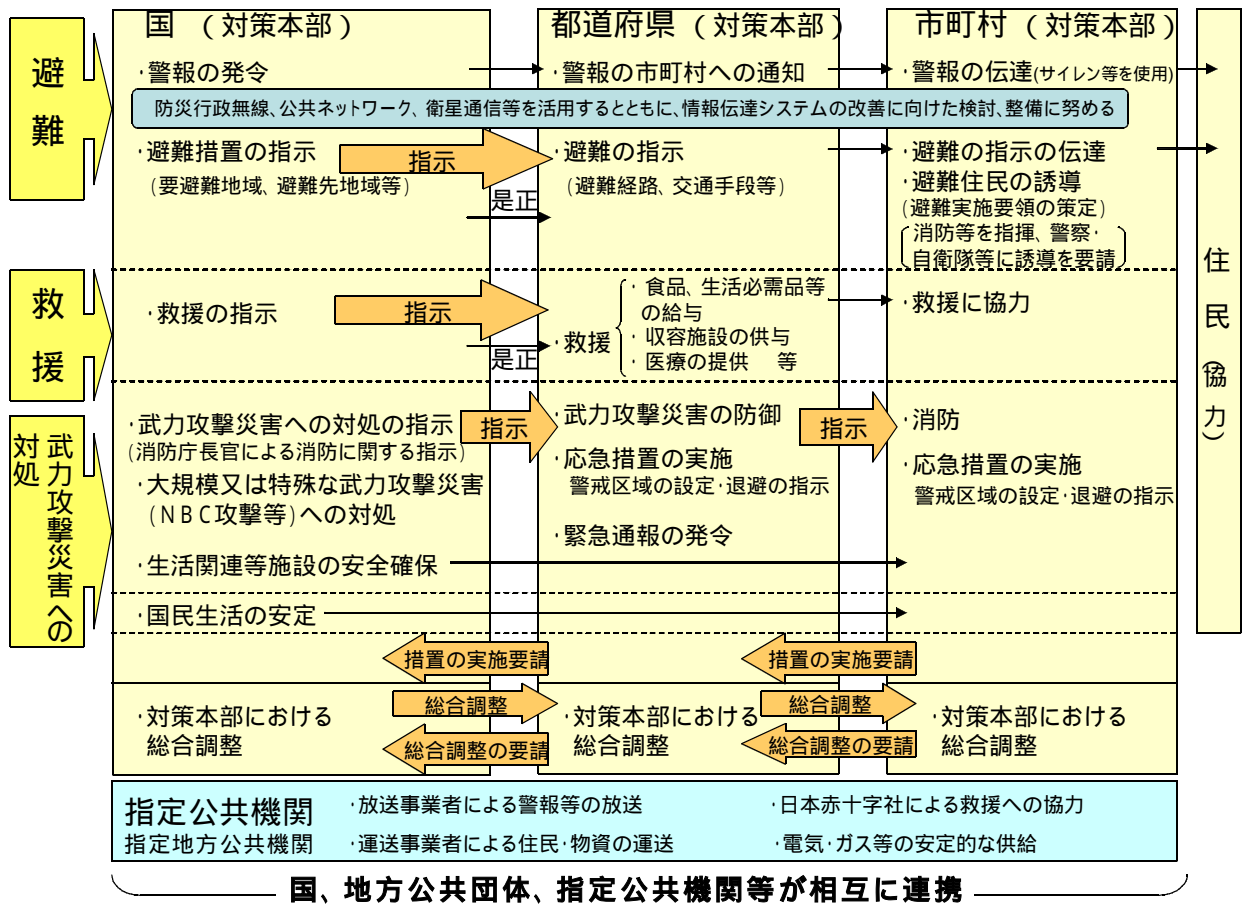 国 （対策本部）
都道府県（対策本部）
市町村（対策本部）
避難
・警報の発令
・警報の市町村への通知
・警報の伝達(サイレン等を使用)
防災行政無線、公共ネットワーク、衛星通信等を活用するとともに、情報伝達システムの改善に向けた検討、整備に努める
・避難措置の指示
(要避難地域、避難先地域等)
指示
是正
・避難の指示
(避難経路、交通手段等)
・避難の指示の伝達
・避難住民の誘導
(避難実施要領の策定)
消防等を指揮、警察・
自衛隊等に誘導を要請
救援
・救援の指示
指示
是正
・救援
・食品、生活必需品等
の給与
・収容施設の供与
・医療の提供　等
・救援に協力
武力攻撃災害への
対処
・武力攻撃災害への対処の指示
(消防庁長官による消防に関する指示)
・大規模又は特殊な武力攻撃災害
(NBC攻撃等)への対処
・生活関連等施設の安全確保
指示
・武力攻撃災害の防御
・応急措置の実施
警戒区域の設定・退避の指示
・緊急通報の発令
指示
・消防
・応急措置の実施
警戒区域の設定・退避の指示
・国民生活の安定
措置の実施要請
措置の実施要請
・対策本部における
総合調整
総合調整
総合調整の要請
・対策本部における
総合調整
総合調整
総合調整の要請
・対策本部における
総合調整
住民（協力）
指定公共機関
指定地方公共機関
・放送事業者による警報等の放送
・日本赤十字社による救援への協力
・運送事業者による住民・物資の運送
・電気・ガス等の安定的な供給
国、地方公共団体、指定公共機関等が相互に連携